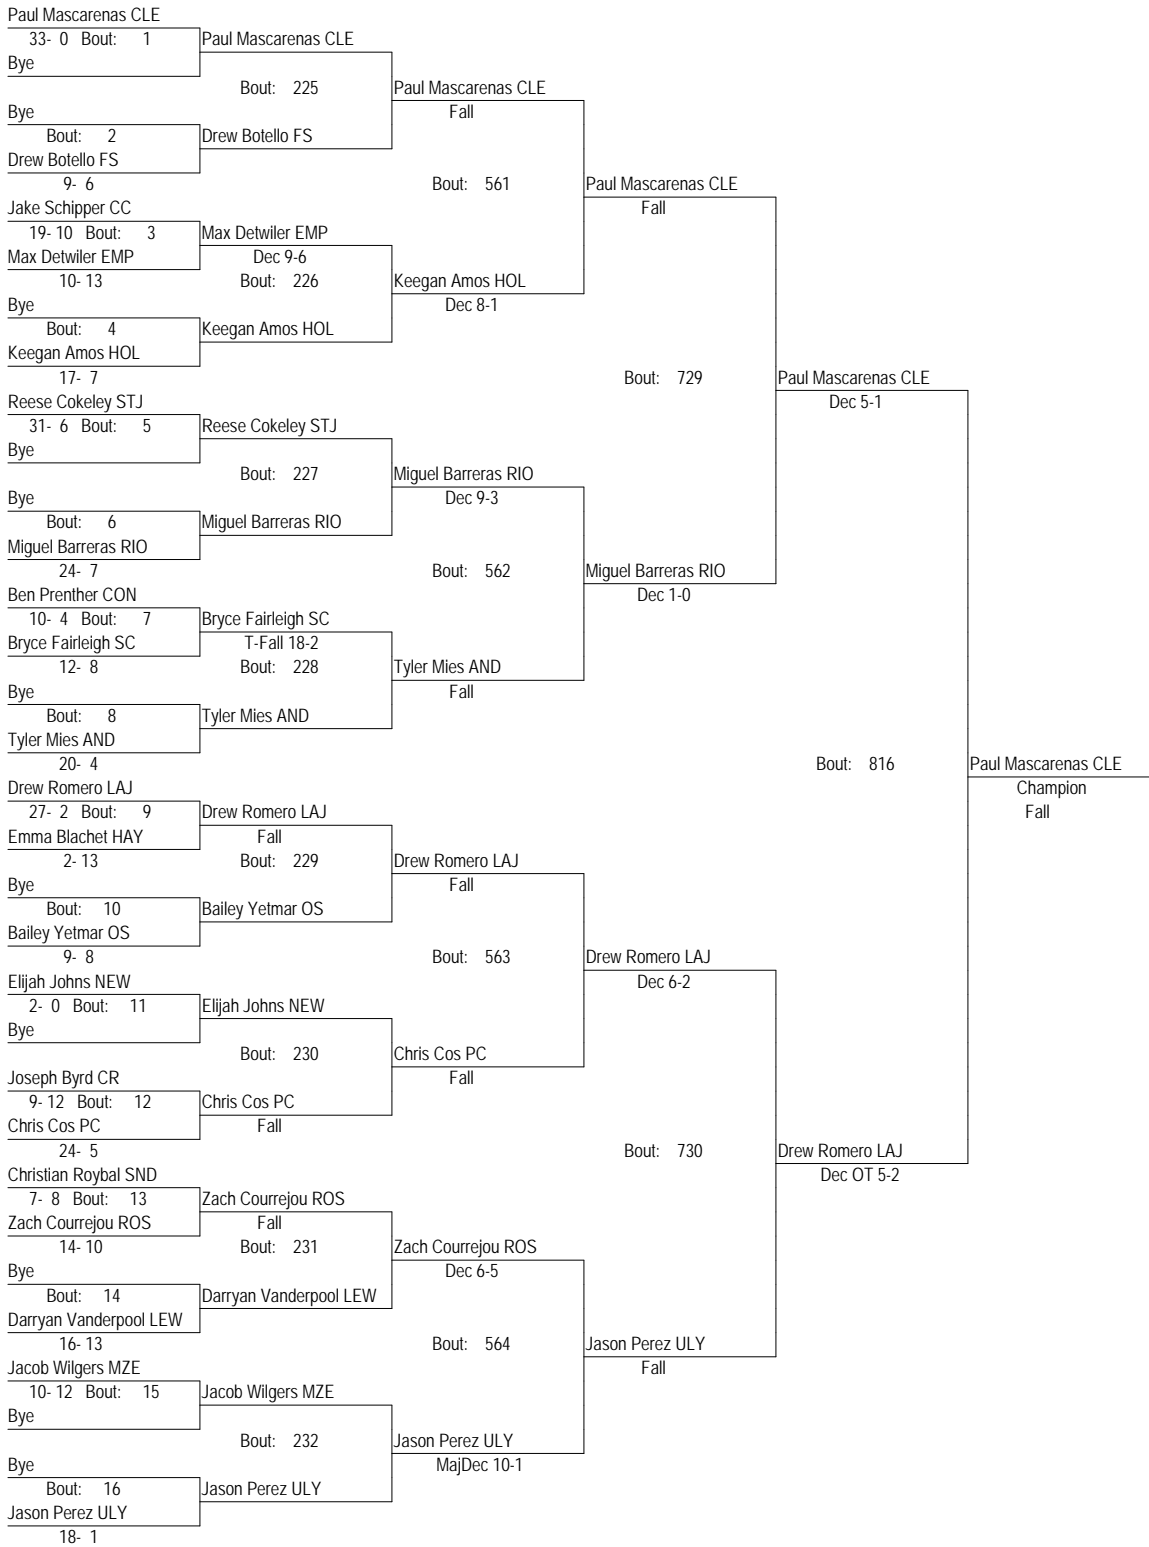 Paul Mascarenas CLE
33- 0 Bout: 1 Paul Mascarenas CLE
Bye
Bout: 225 Paul Mascarenas CLE
Bye Fall
Bout: 2 Drew Botello FS
Drew Botello FS
9- 6 Bout: 561 Paul Mascarenas CLE
Jake Schipper CC Fall
19- 10 Bout: 3 Max Detwiler EMP
Max Detwiler EMP Dec 9-6
10- 13 Bout: 226 Keegan Amos HOL
Bye Dec 8-1
Bout: 4 Keegan Amos HOL
Keegan Amos HOL
17- 7 Bout: 729 Paul Mascarenas CLE
Reese Cokeley STJ Dec 5-1
31- 6 Bout: 5 Reese Cokeley STJ
Bye
Bout: 227 Miguel Barreras RIO
Bye Dec 9-3
Bout: 6 Miguel Barreras RIO
Miguel Barreras RIO
24- 7 Bout: 562 Miguel Barreras RIO
Ben Prenther CON Dec 1-0
10- 4 Bout: 7 Bryce Fairleigh SC
Bryce Fairleigh SC T-Fall 18-2
12- 8 Bout: 228 Tyler Mies AND
Bye Fall
Bout: 8 Tyler Mies AND
Tyler Mies AND
20- 4 Bout: 816 Paul Mascarenas CLE
Drew Romero LAJ Champion
27- 2 Bout: 9 Drew Romero LAJ Fall
Emma Blachet HAY Fall
2- 13 Bout: 229 Drew Romero LAJ
Bye Fall
Bout: 10 Bailey Yetmar OS
Bailey Yetmar OS
9- 8 Bout: 563 Drew Romero LAJ
Elijah Johns NEW Dec 6-2
2- 0 Bout: 11 Elijah Johns NEW
Bye
Bout: 230 Chris Cos PC
Joseph Byrd CR Fall
9- 12 Bout: 12 Chris Cos PC
Chris Cos PC Fall
24- 5 Bout: 730 Drew Romero LAJ
Christian Roybal SND Dec OT 5-2
7- 8 Bout: 13 Zach Courrejou ROS
Zach Courrejou ROS Fall
14- 10 Bout: 231 Zach Courrejou ROS
Bye Dec 6-5
Bout: 14 Darryan Vanderpool LEW
Darryan Vanderpool LEW
16- 13 Bout: 564 Jason Perez ULY
Jacob Wilgers MZE Fall
10- 12 Bout: 15 Jacob Wilgers MZE
Bye
Bout: 232 Jason Perez ULY
Bye MajDec 10-1
Bout: 16 Jason Perez ULY
Jason Perez ULY
18- 1